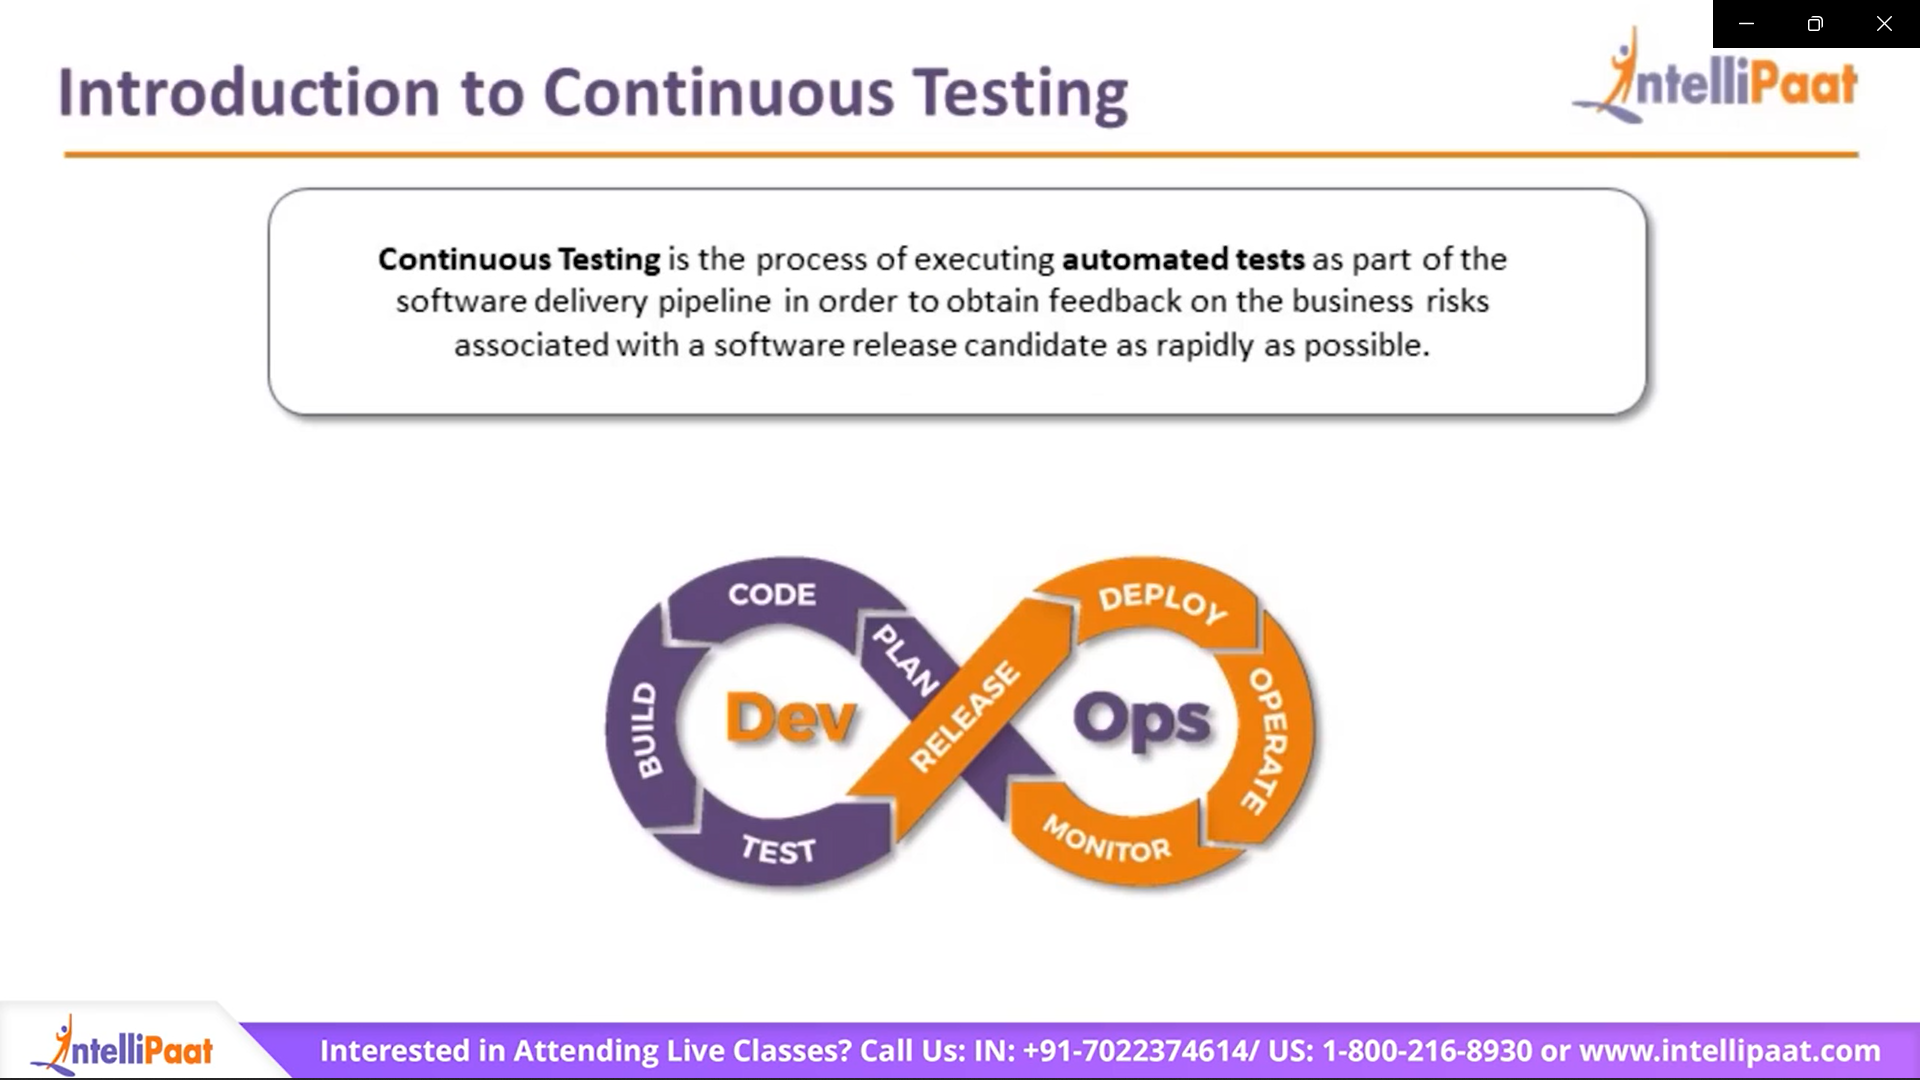 Introduction to Continuous Testing
IntelliPaat
Continuous Testing is the process of executing automated tests as part of the
software delivery pipeline in order to obtain feedback on the business risks
associated with a software release candidate as rapidly as possible.
CODE
PLAN
BUILD
TEST
Dev
RELEASE
DEPLOY
OPERATE
MONITOR
Ops
IntelliPaat
Interested in Attending Live Classes? Call Us: IN: +91-7022374614/ US: 1-800-216-8930 or www.intellipaat.com